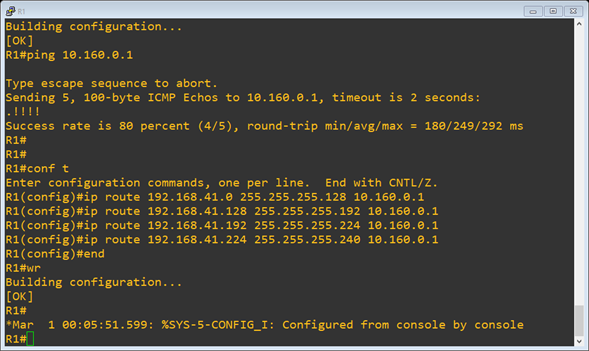 R1
Building configuration...
[OK]
R1#ping 10.160.0.1
Type escape sequence to abort.
Sending 5, 100-byte ICMP Echos to 10.160.0.1, timeout is 2 seconds:
.!!!!
Success rate is 80 percent (4/5), round-trip min/avg/max = 180/249/292 ms
R1#
R1#
R1#conf t
Enter configuration commands, one per line.  End with CNTL/Z.
R1(config)#ip route 192.168.41.0 255.255.255.128 10.160.0.1
R1(config)#ip route 192.168.41.128 255.255.255.192 10.160.0.1
R1(config)#ip route 192.168.41.192 255.255.255.224 10.160.0.1
R1(config)#ip route 192.168.41.224 255.255.255.240 10.160.0.1
R1(config)#end
R1#wr
Building configuration...
[OK]
R1#
*Mar  1 00:05:51.599: %SYS-5-CONFIG_I: Configured from console by console
R1#